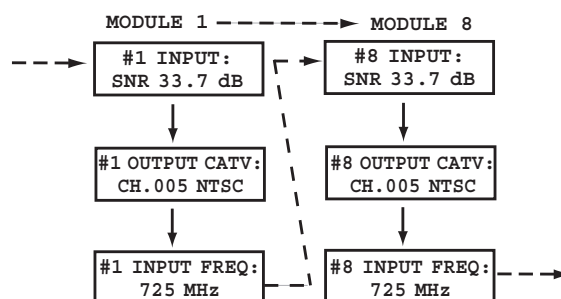 MODULE 1 MODULE 8
#1 INPUT:
SNR 33.7 dB
#1 OUTPUT CATV:
CH.005 NTSC
#1 INPUT FREQ:
725 MHz
#8 INPUT:
SNR 33.7 dB
#8 OUTPUT CATV:
CH.005 NTSC
#8 INPUT FREQ:
725 MHz